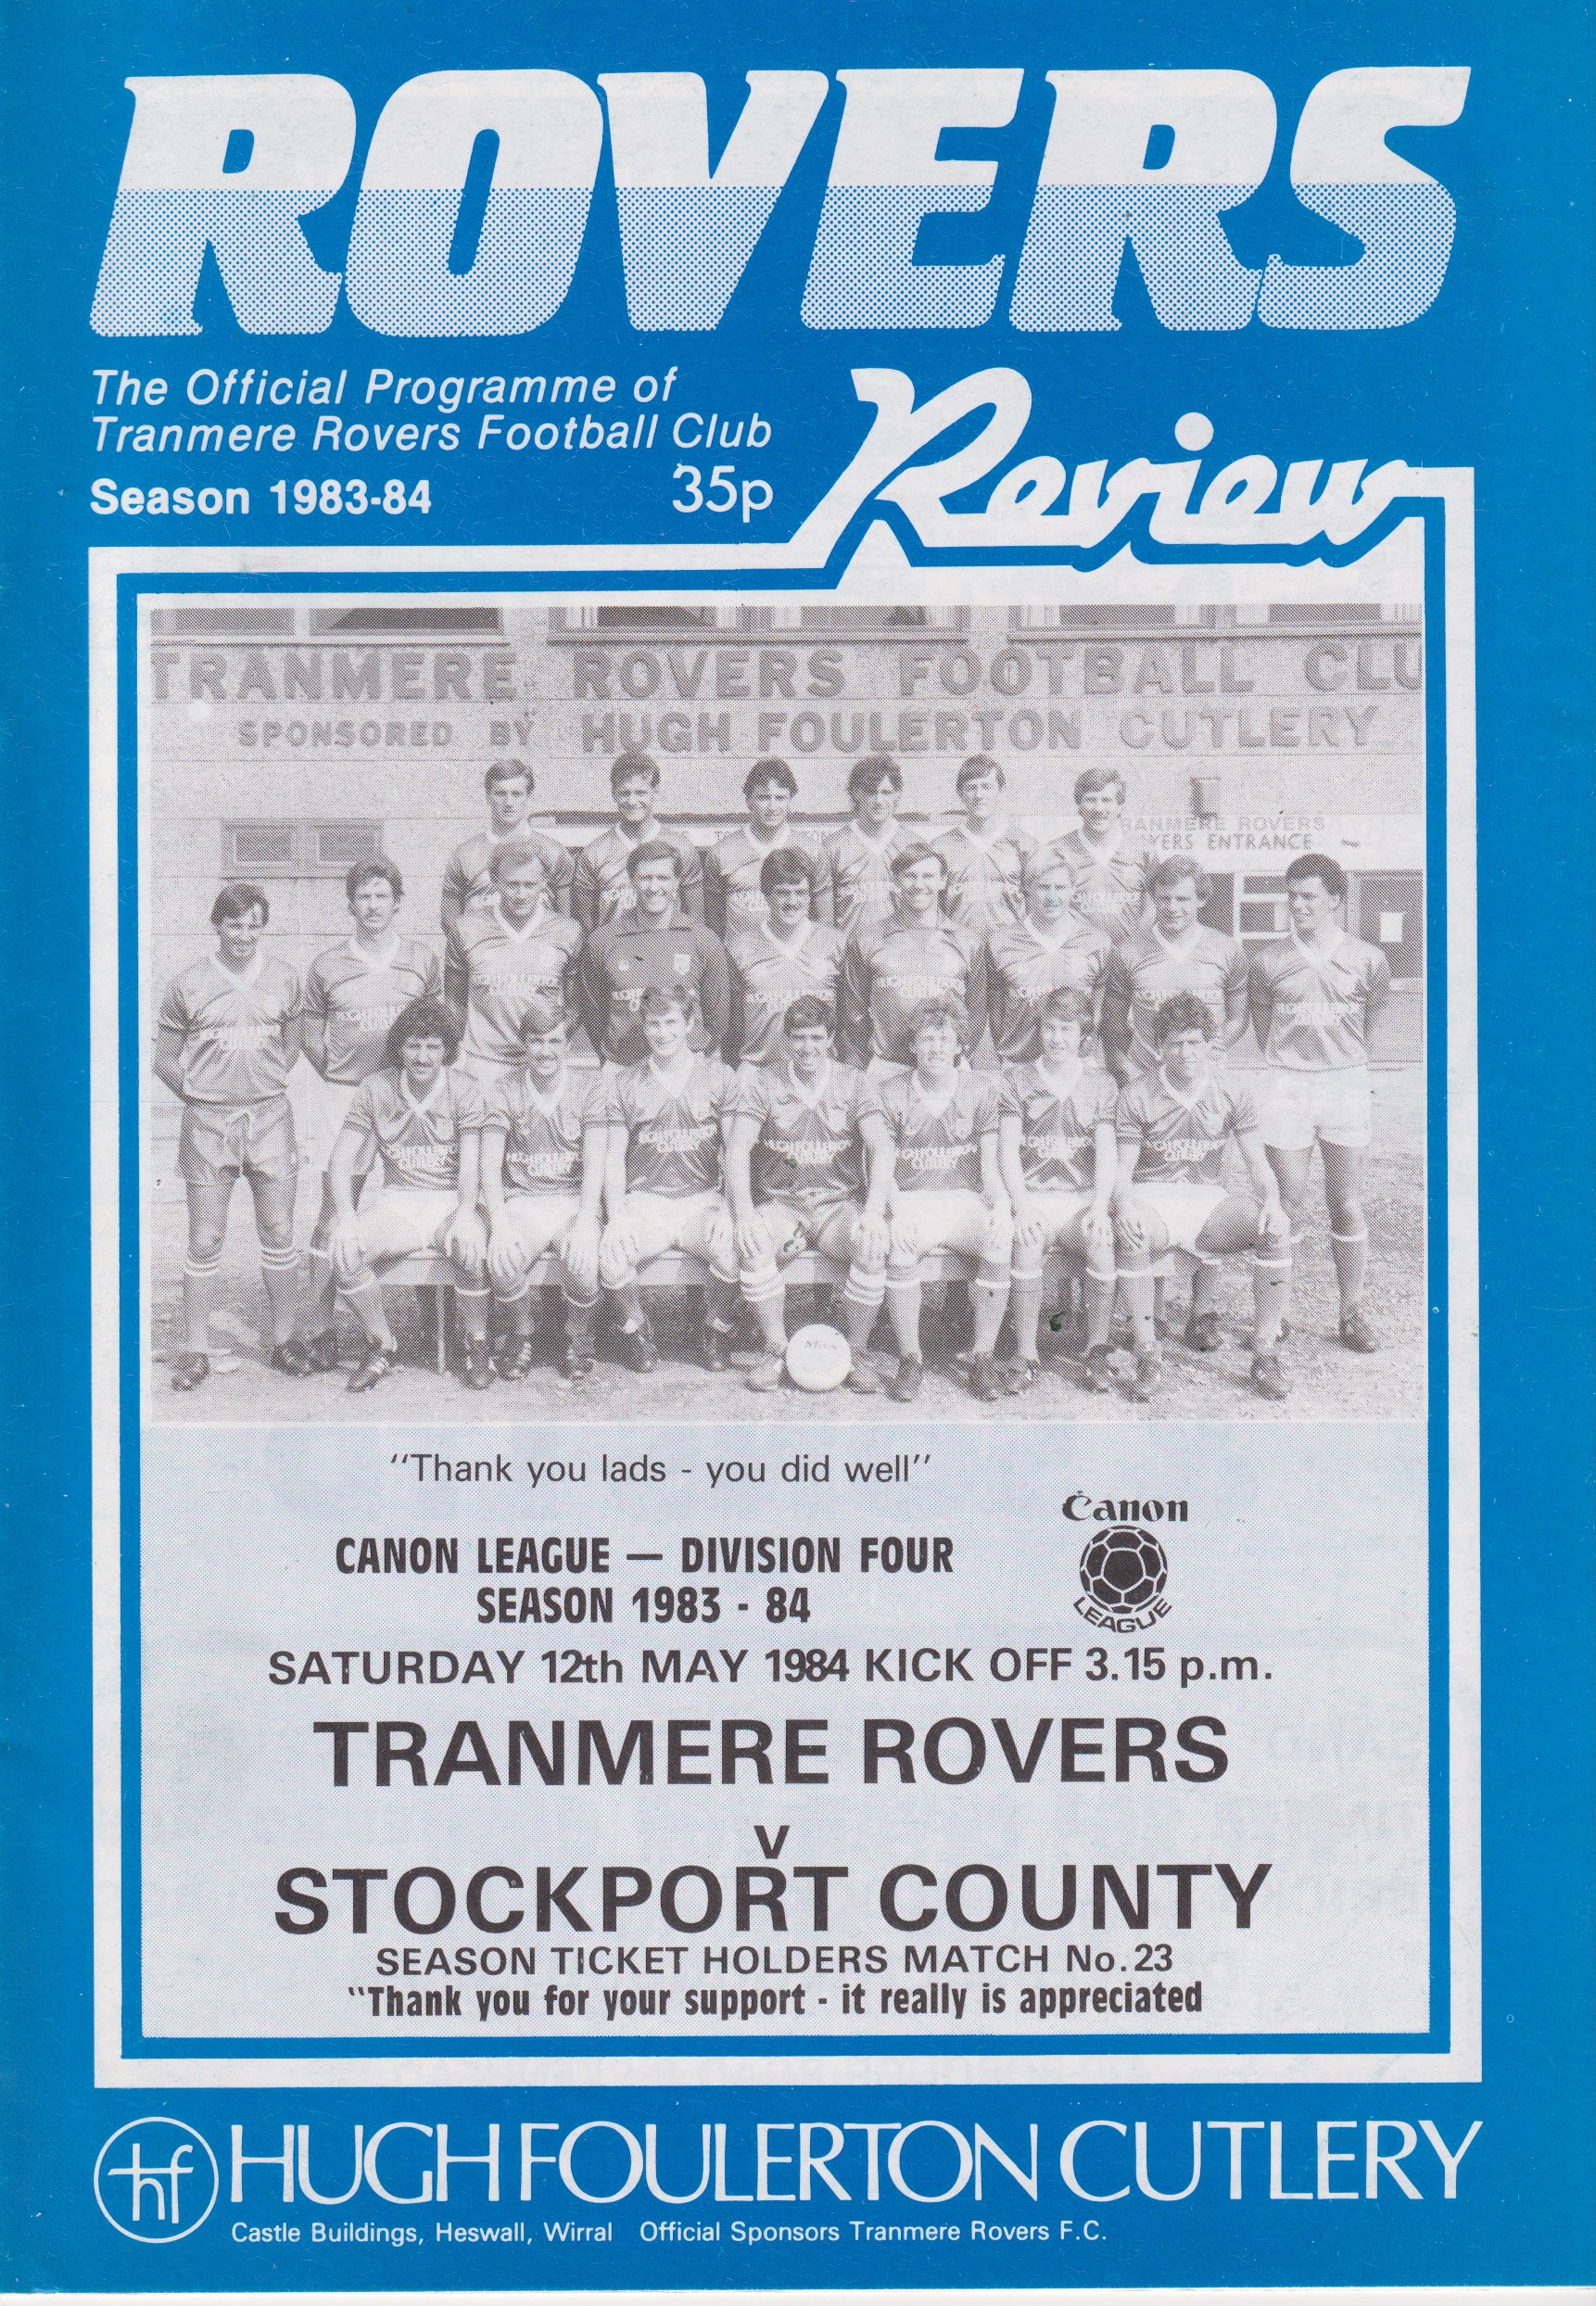 ROVERS
The Official Programme of
Tranmere Rovers Football Club
Season 1983-84
35p
Review
TRANMERE ROVERS FOOTBALL CLU
SPONSORED BY HUGH FOULERTON CUTLERY
RANMERE ROVERS
YERS ENTRANCE
"Thank you lads - you did well"
Canon
LEAGUE
CANON LEAGUE — DIVISION FOUR
SEASON 1983 - 84
SATURDAY 12th MAY 1984 KICK OFF 3.15 p.m.
TRANMERE ROVERS
v
STOCKPORT COUNTY
SEASON TICKET HOLDERS MATCH No.23
"Thank you for your support - it really is appreciated
hf
HUGH FOULERTON CUTLERY
Castle Buildings, Heswall, Wirral Official Sponsors Tranmere Rovers F.C.